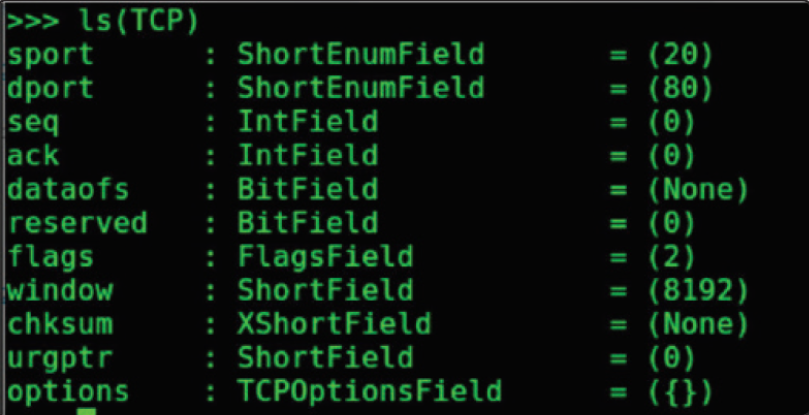 >>> ls(TCP)
sport : ShortEnumField = (20)
dport : ShortEnumField = (80)
seq : IntField = (0)
ack : IntField = (0)
dataofs : BitField = (None)
reserved : BitField = (0)
flags : FlagsField = (2)
window : ShortField = (8192)
chksum : XShortField = (None)
urgptr : ShortField = (0)
options : TCPOptionsField = ({})